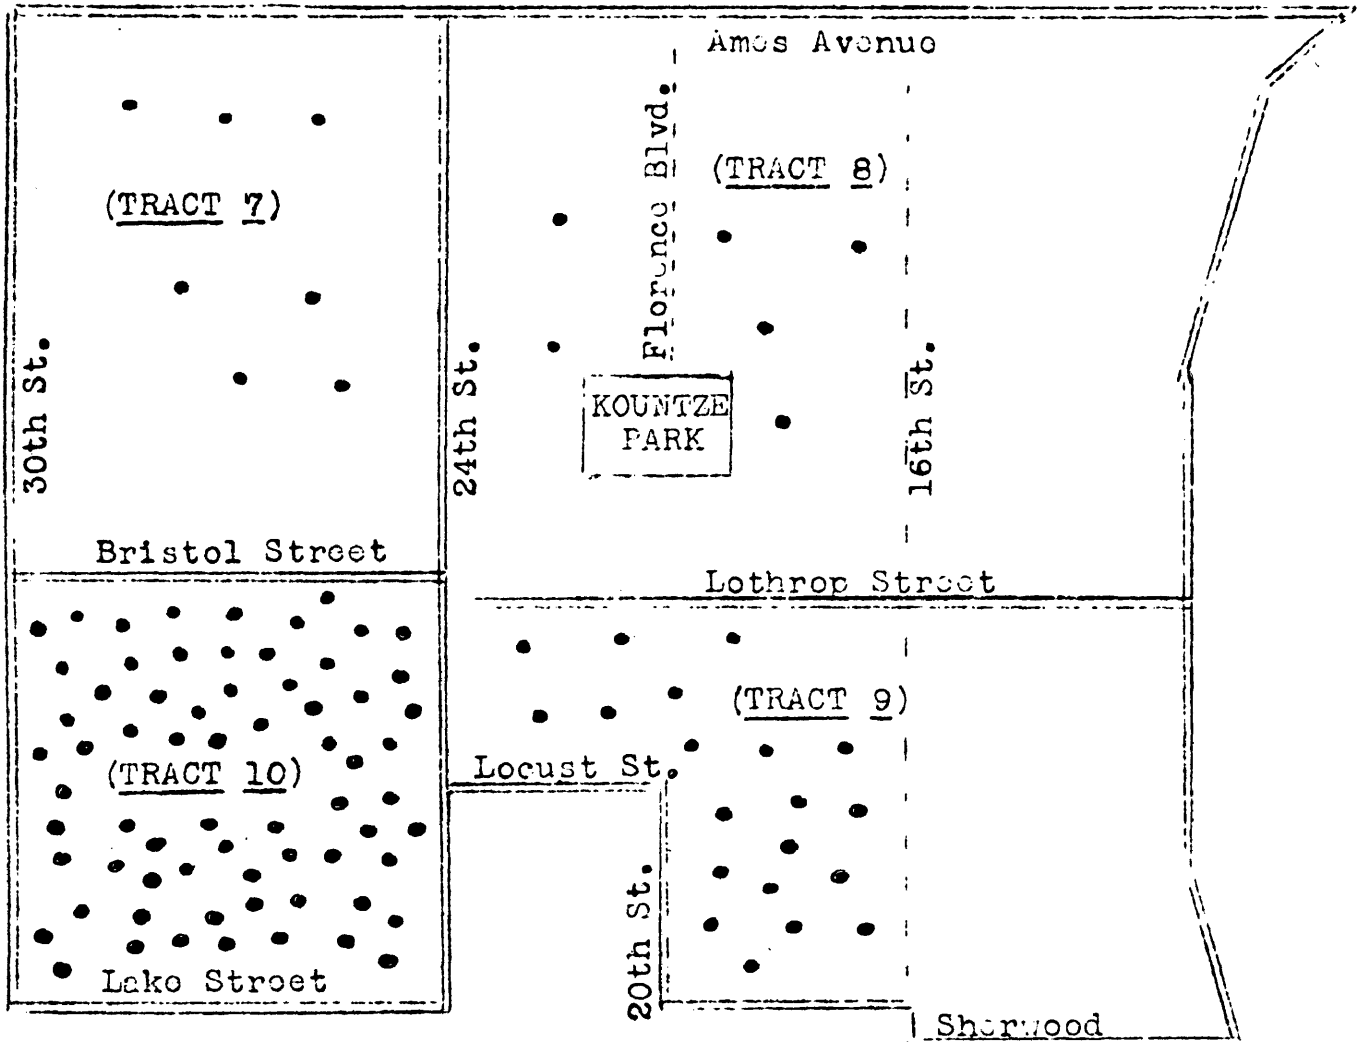 Ames Avenue
Florence Blvd.
(TRACT 8)
(TRACT 7)
30th St.
24th St.
16th St.
KOUNTZE
PARK
Bristol Street
Lothrop Street
(TRACT 9)
Locust St.
(TRACT 10)
20th St.
Lake Street
Sherwood